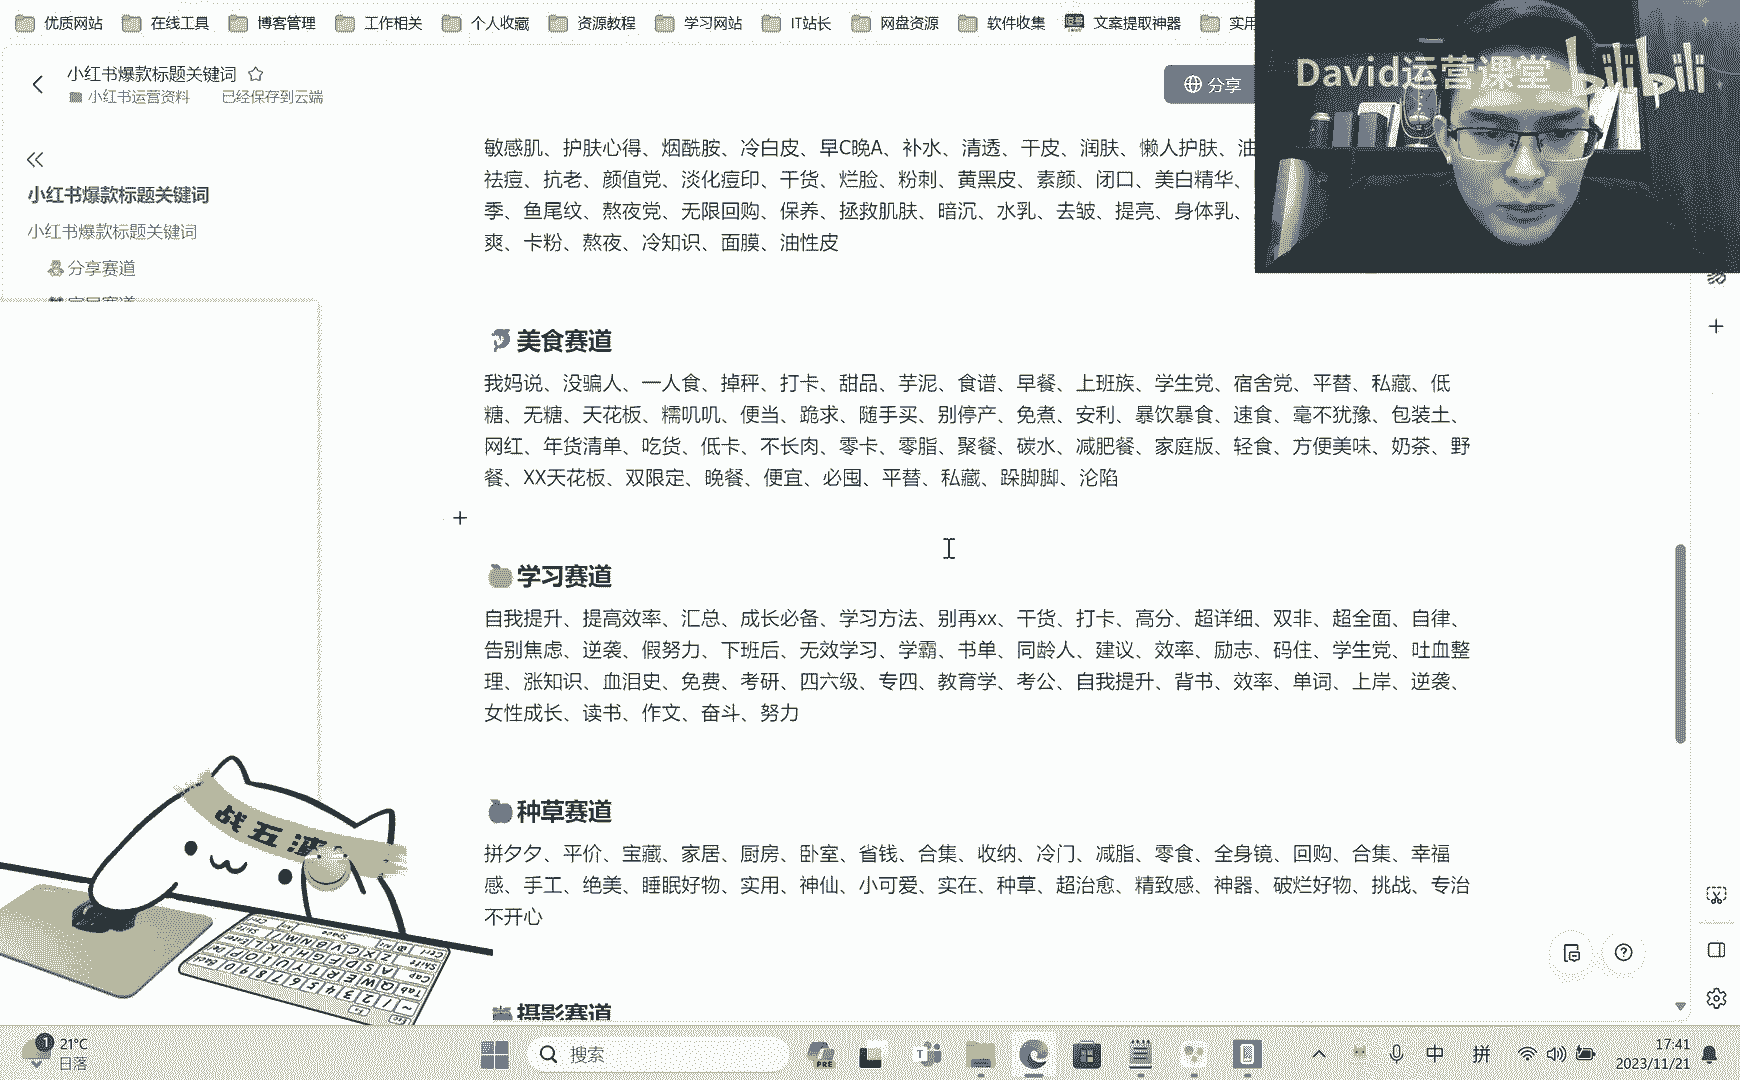 优质网站 在线工具 博客管理 工作相关 个人收藏 资源教程 学习网站 IT站长 网盘资源 软件收集 文案提取神器 实用
小红书爆款标题关键词
小红书运营资料 已经保存到云端
分享
David运营课堂 bilibili
小红书爆款标题关键词
小红书爆款标题关键词
分享赛道
敏感肌、护肤心得、烟酰胺、冷白皮、早C晚A、补水、清透、干皮、润肤、懒人护肤、油
祛痘、抗老、颜值党、淡化痘印、干货、烂脸、粉刺、黄黑皮、素颜、闭口、美白精华、
季、鱼尾纹、熬夜党、无限回购、保养、拯救肌肤、暗沉、水乳、去皱、提亮、身体乳、
爽、卡粉、熬夜、冷知识、面膜、油性皮
美食赛道
我妈说、没骗人、一人食、掉秤、打卡、甜品、芋泥、食谱、早餐、上班族、学生党、宿舍党、平替、私藏、低
糖、无糖、天花板、糯叽叽、便当、跪求、随手买、别停产、免煮、安利、暴饮暴食、速食、毫不犹豫、包装土、
网红、年货清单、吃货、低卡、不长肉、零卡、零脂、聚餐、碳水、减肥餐、家庭版、轻食、方便美味、奶茶、野
餐、XX天花板、双限定、晚餐、便宜、必囤、平替、私藏、跺脚脚、沦陷
学习赛道
自我提升、提高效率、汇总、成长必备、学习方法、别再xx、干货、打卡、高分、超详细、双非、超全面、自律、
告别焦虑、逆袭、假努力、下班后、无效学习、学霸、书单、同龄人、建议、效率、励志、码住、学生党、吐血整
理、涨知识、血泪史、免费、考研、四六级、专四、教育学、考公、自我提升、背书、效率、单词、上岸、逆袭、
女性成长、读书、作文、奋斗、努力
种草赛道
拼夕夕、平价、宝藏、家居、厨房、卧室、省钱、合集、收纳、冷门、减脂、零食、全身镜、回购、合集、幸福
感、手工、绝美、睡眠好物、实用、神仙、小可爱、实在、种草、超治愈、精致感、神器、破烂好物、挑战、专治
不开心
摄影赛道
战五渣
1
21°C
日落
搜索
PRE
中 拼
17:41
2023/11/21